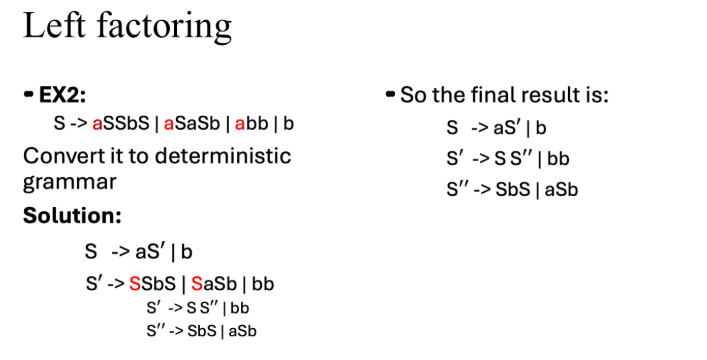 Left factoring
- EX2:
S -> aSSbS | aSaSb | abb | b
Convert it to deterministic
grammar
Solution:
S -> aS′ | b
S′ -> SSbS | SaSb | bb
S′ -> S S″ | bb
S″ -> SbS | aSb
- So the final result is:
S -> aS′ | b
S′ -> S S″ | bb
S″ -> SbS | aSb